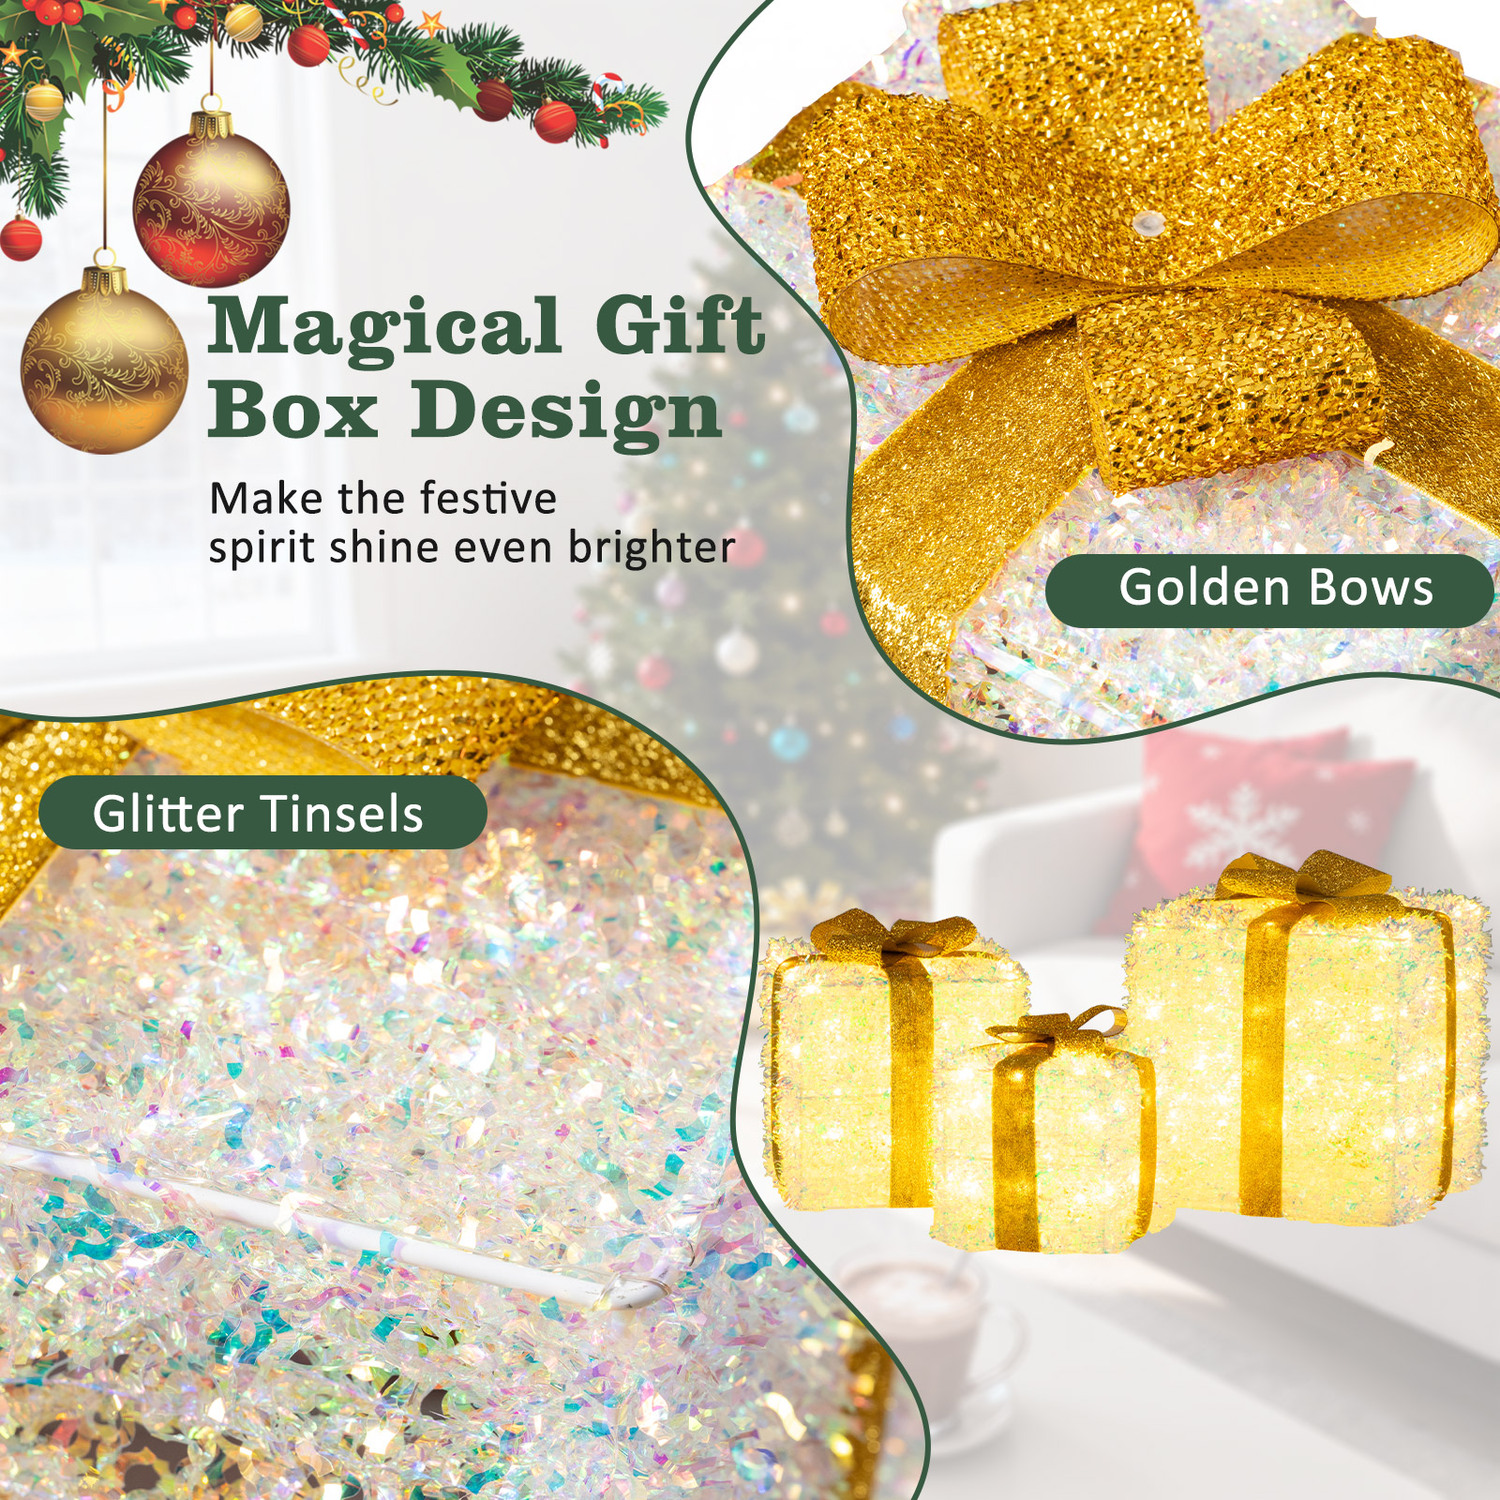 Magical Gift
Box Design
Make the festive
spirit shine even brighter
Golden Bows
Glitter Tinsels